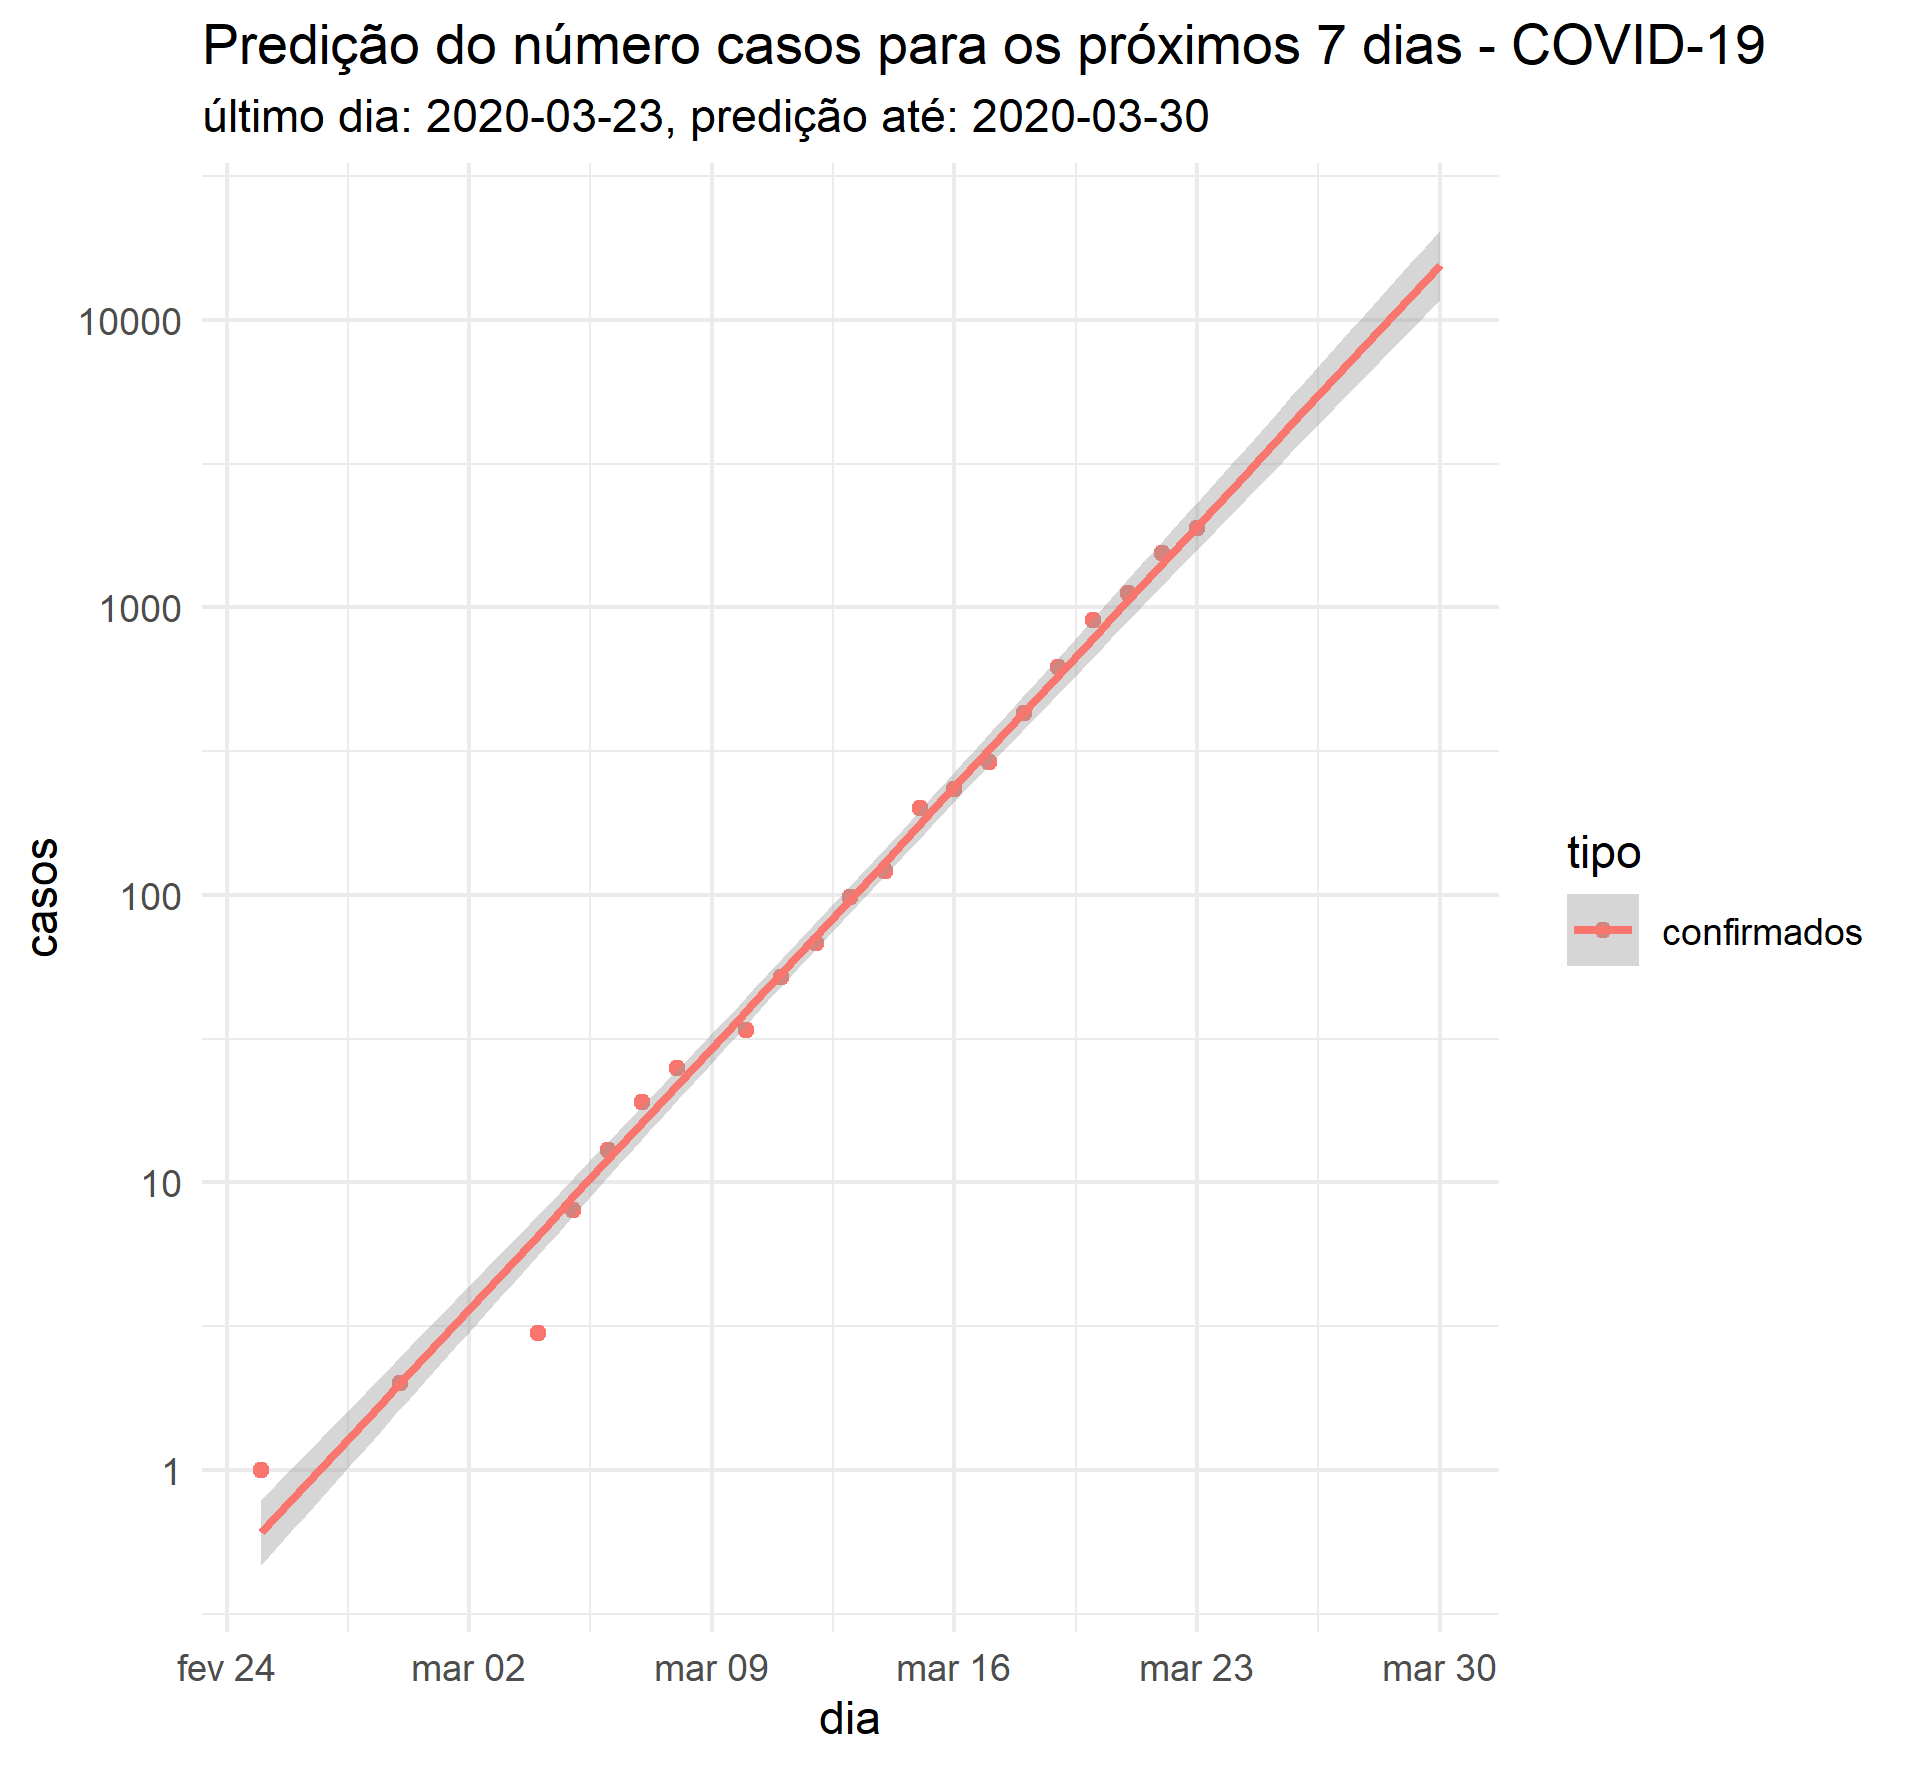 Predição do número casos para os próximos 7 dias - COVID-19
último dia: 2020-03-23, predição até: 2020-03-30
10000
1000
100
10
1
casos
fev 24
mar 02
mar 09
mar 16
mar 23
mar 30
dia
tipo
confirmados